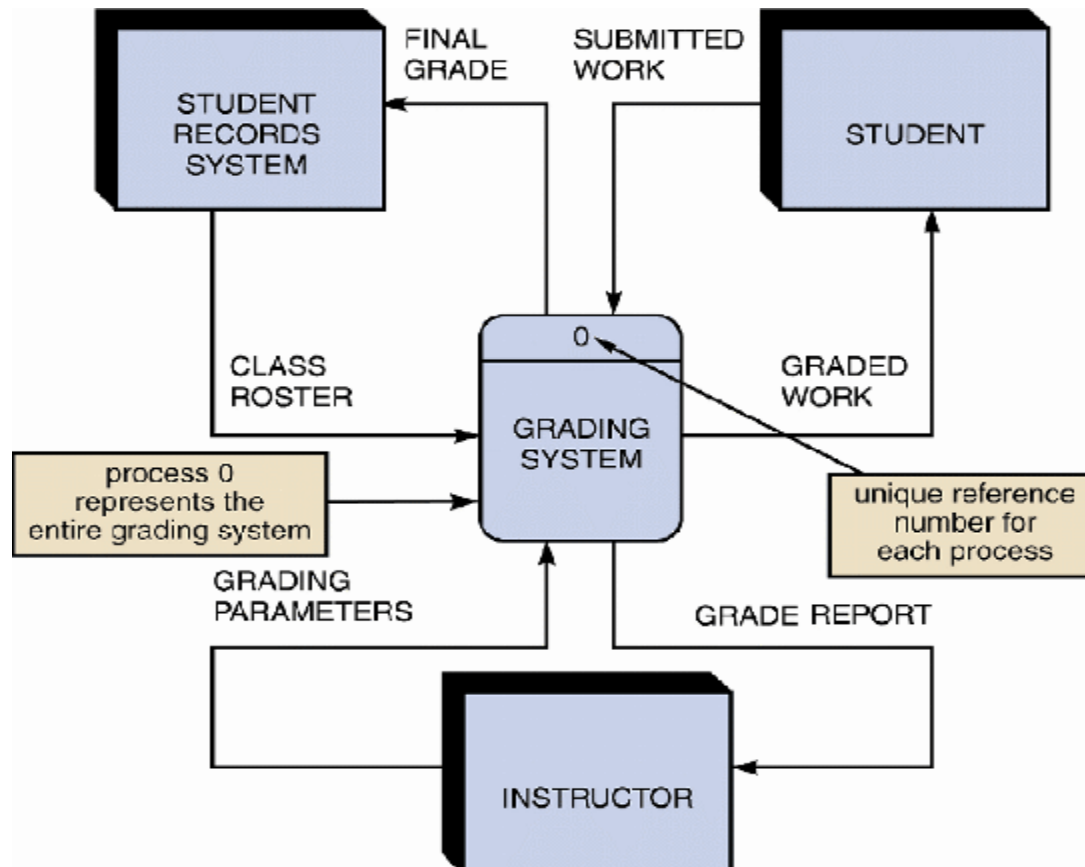 FINAL
GRADE
SUBMITTED
WORK
STUDENT
RECORDS
SYSTEM
STUDENT
0
CLASS
ROSTER
GRADED
WORK
GRADING
SYSTEM
process 0
represents the
entire grading system
unique reference
number for
each process
GRADING
PARAMETERS
GRADE REPORT
INSTRUCTOR